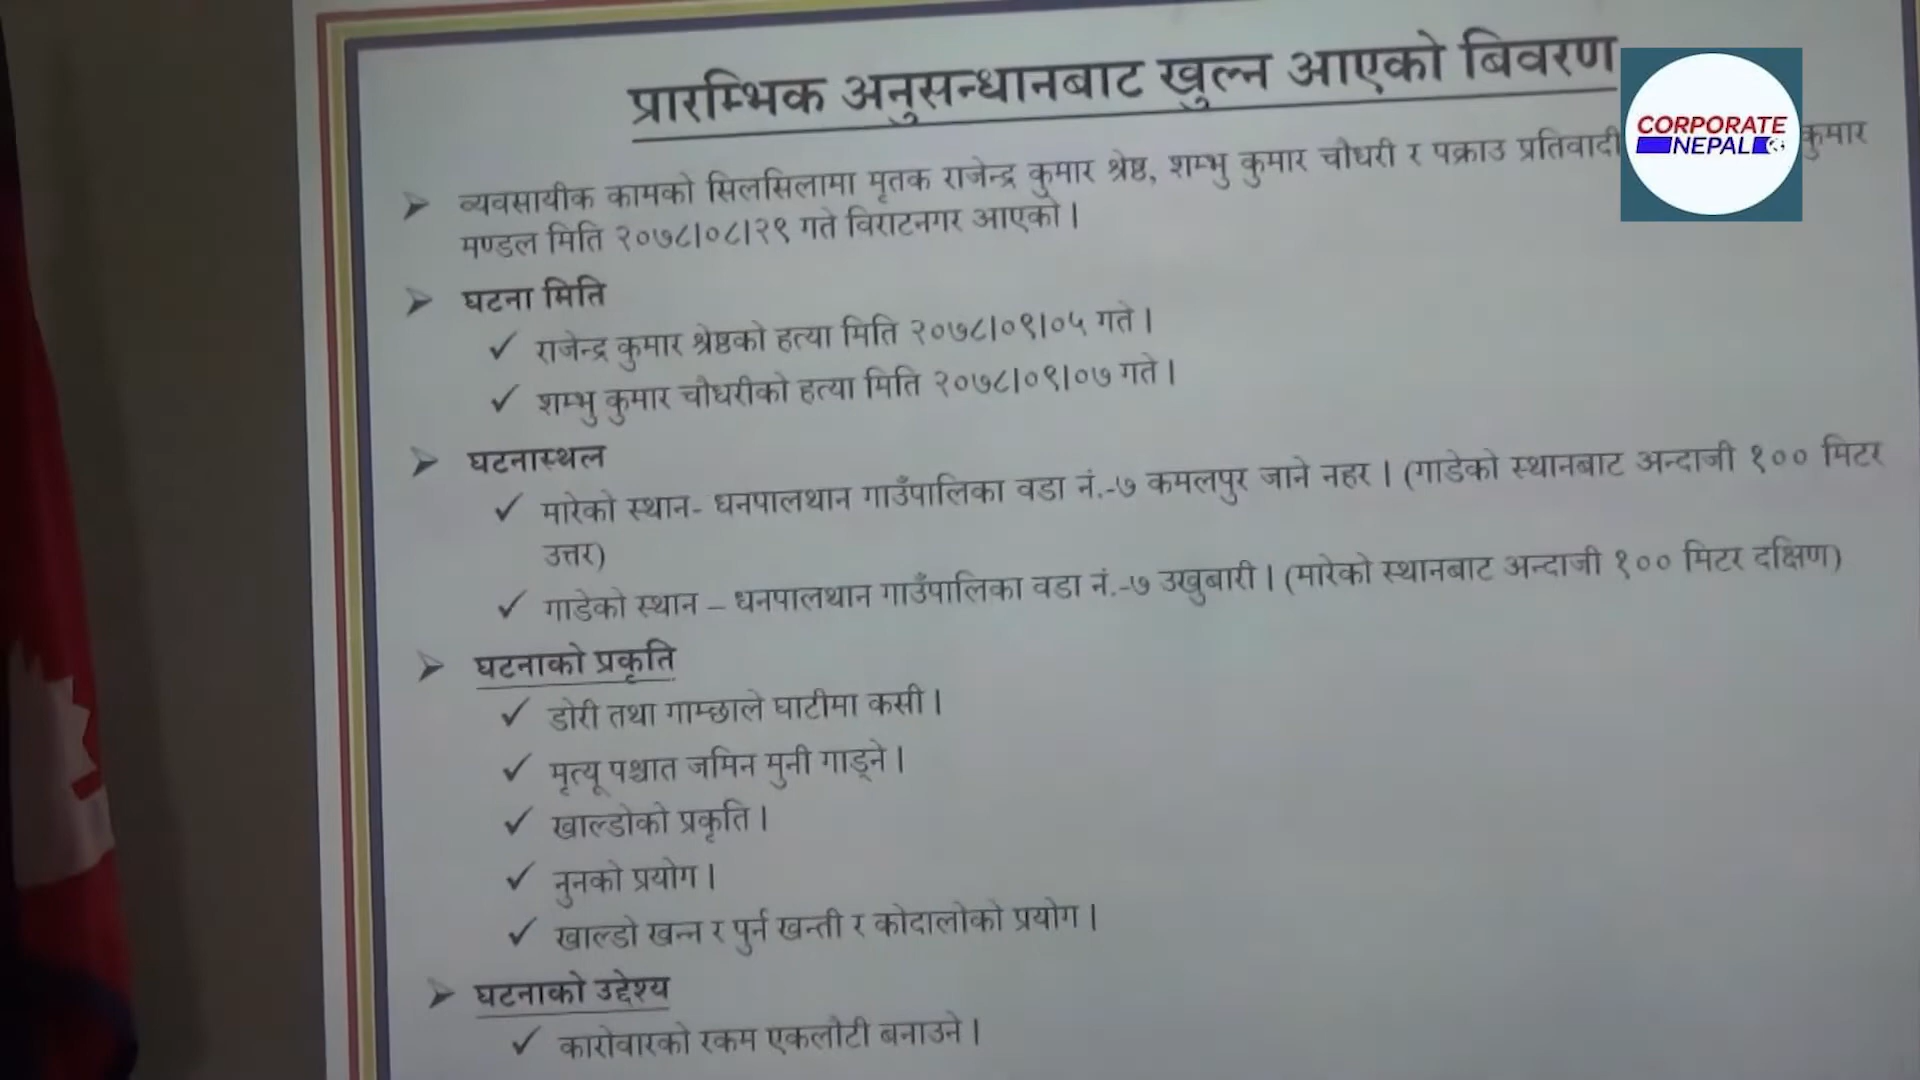 प्रारम्भिक अनुसन्धानबाट खुल्न आएको बिवरण
CORPORATE
NEPAL
व्यवसायीक कामको सिलसिलामा मृतक राजेन्द्र कुमार श्रेष्ठ, शम्भु कुमार चौधरी र पक्राउ प्रतिवादी कुमार
मण्डल मिति २०७८।०८।२९ गते विराटनगर आएको ।
घटना मिति
राजेन्द्र कुमार श्रेष्ठको हत्या मिति २०७८।०९।०५ गते ।
शम्भु कुमार चौधरीको हत्या मिति २०७८।०९।०७ गते ।
घटनास्थल
मारेको स्थान- धनपालथान गाउँपालिका वडा नं.-७ कमलपुर जाने नहर । (गाडेको स्थानबाट अन्दाजी १०० मिटर
उत्तर)
गाडेको स्थान – धनपालथान गाउँपालिका वडा नं.-७ उखुबारी । (मारेको स्थानबाट अन्दाजी १०० मिटर दक्षिण)
घटनाको प्रकृति
डोरी तथा गाम्छाले घाटीमा कसी ।
मृत्यू पश्चात जमिन मुनी गाड्ने ।
खाल्डोको प्रकृति ।
नुनको प्रयोग ।
खाल्डो खन्न र पुर्न खन्ती र कोदालोको प्रयोग ।
घटनाको उद्देश्य
कारोवारको रकम एकलौटी बनाउने ।